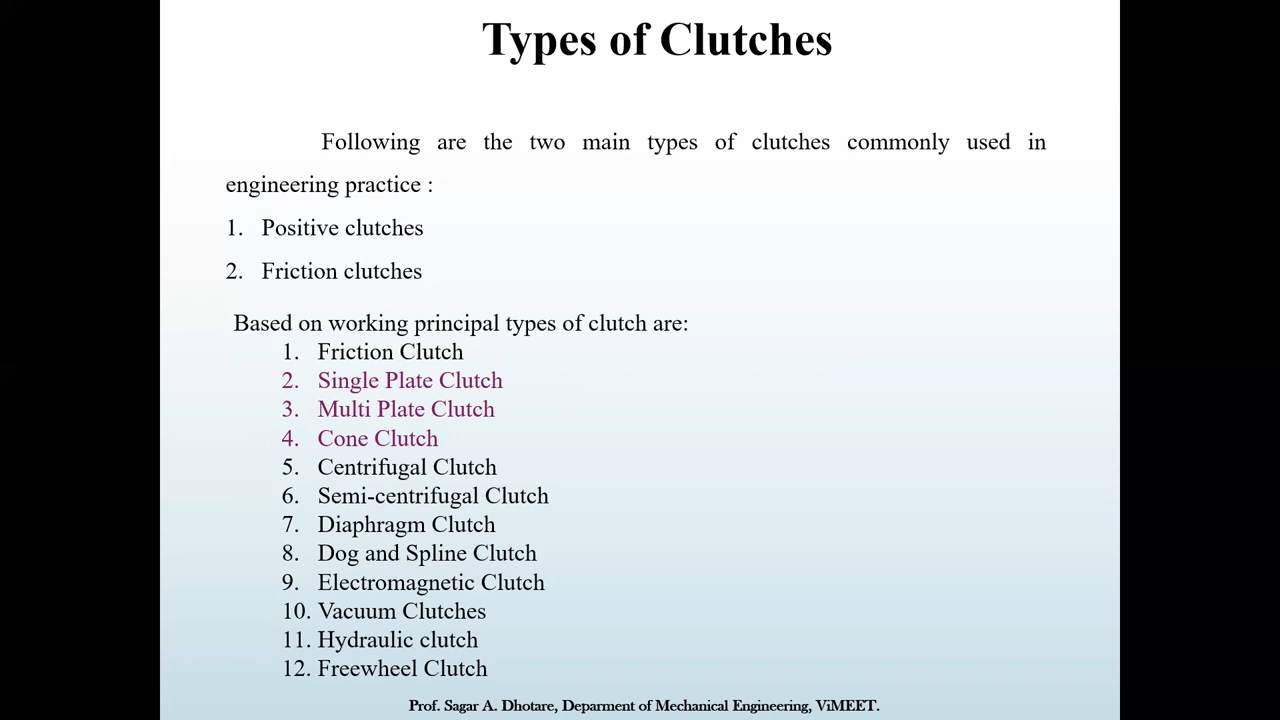 Types of Clutches
Following are the two main types of clutches commonly used in
engineering practice :
1. Positive clutches
2. Friction clutches
Based on working principal types of clutch are:
1. Friction Clutch
2. Single Plate Clutch
3. Multi Plate Clutch
4. Cone Clutch
5. Centrifugal Clutch
6. Semi-centrifugal Clutch
7. Diaphragm Clutch
8. Dog and Spline Clutch
9. Electromagnetic Clutch
10. Vacuum Clutches
11. Hydraulic clutch
12. Freewheel Clutch
Prof. Sagar A. Dhotare, Deparment of Mechanical Engineering, ViMEET.